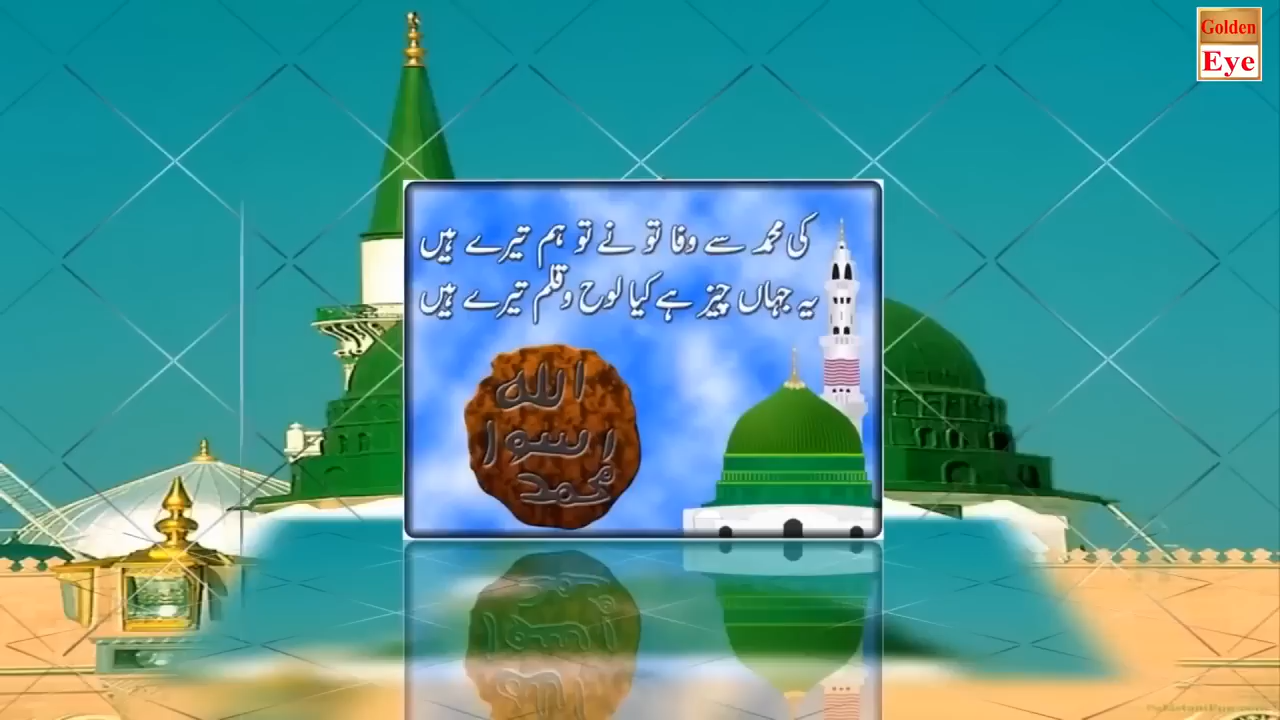 Golden
Eye
کی محمد سے وفا تو نے تو ہم تیرے ہیں
یہ جہاں چیز ہے کیا لوح و قلم تیرے ہیں
الله
رسول
محمد